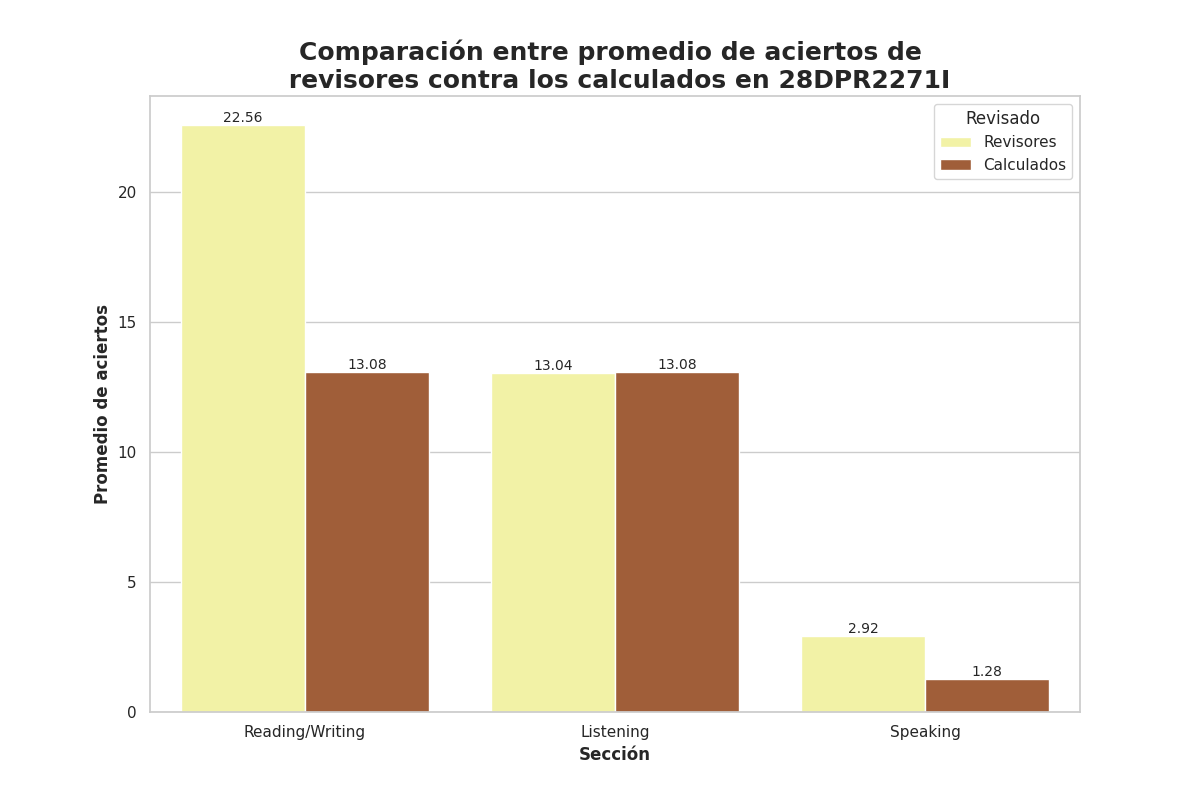 Comparación entre promedio de aciertos de
revisores contra los calculados en 28DPR2271I
Revisado
Revisores
Calculados
Promedio de aciertos
20
15
10
5
0
22.56
13.08
13.04
13.08
2.92
1.28
Reading/Writing
Listening
Speaking
Sección